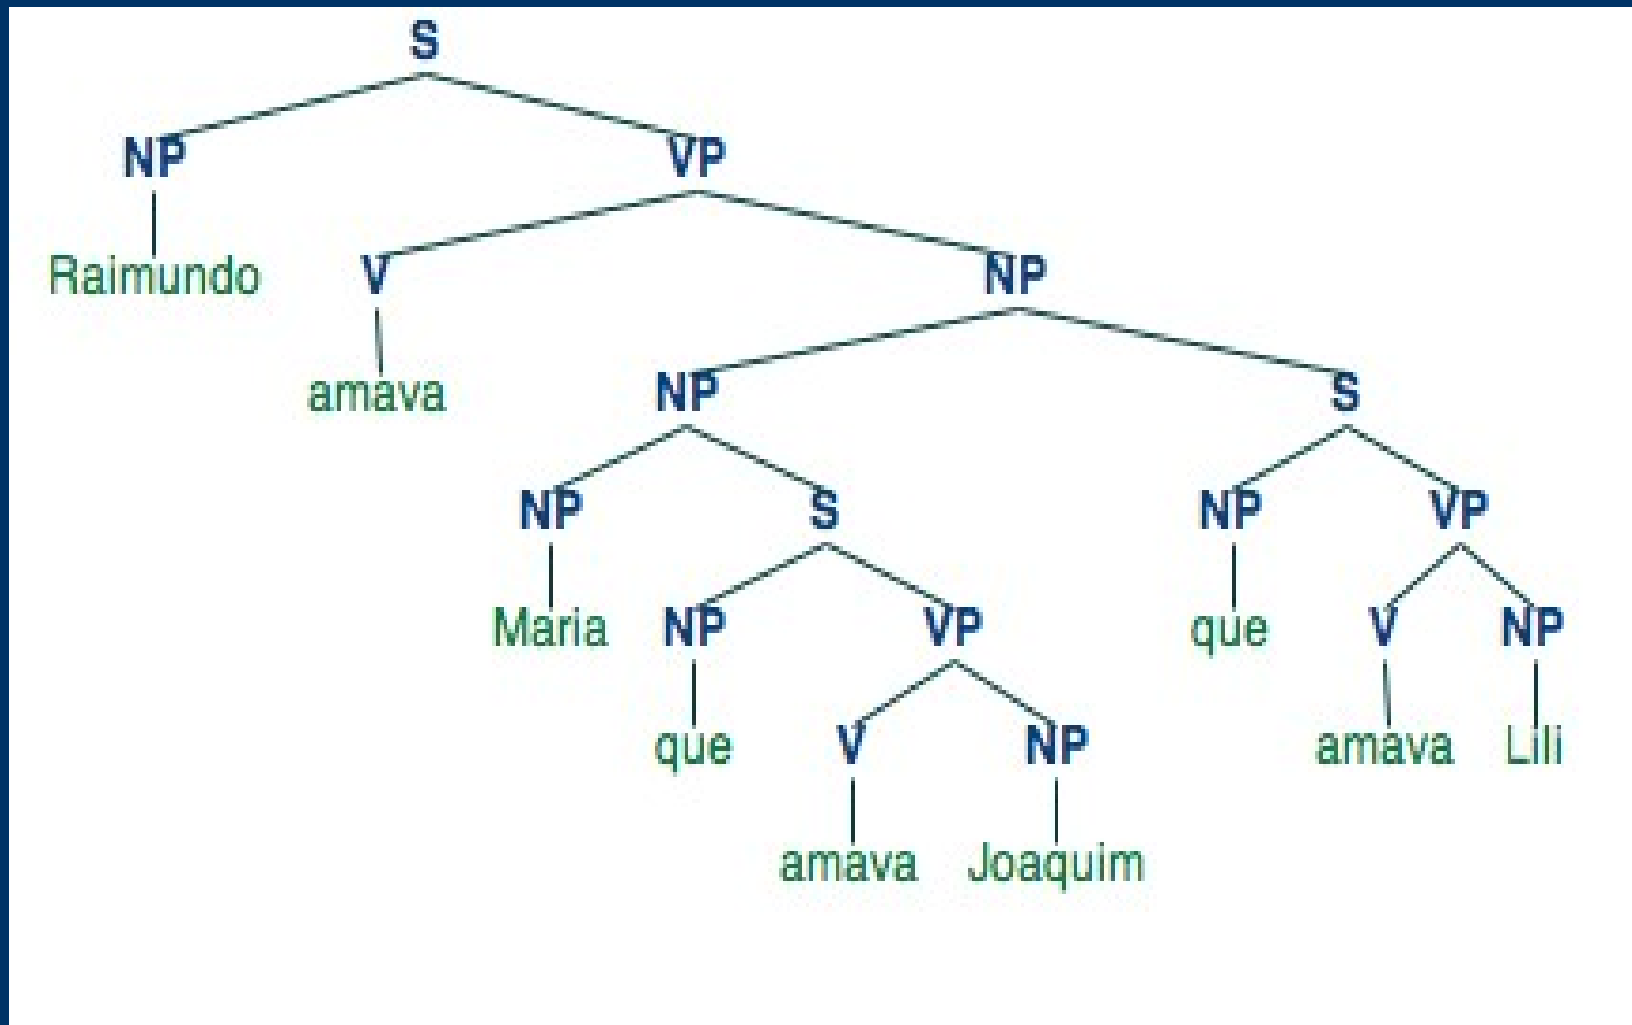 S
NP VP
Raimundo V NP
amava NP S
NP S NP VP
Maria NP VP que V NP
que V NP amava Lili
amava Joaquim